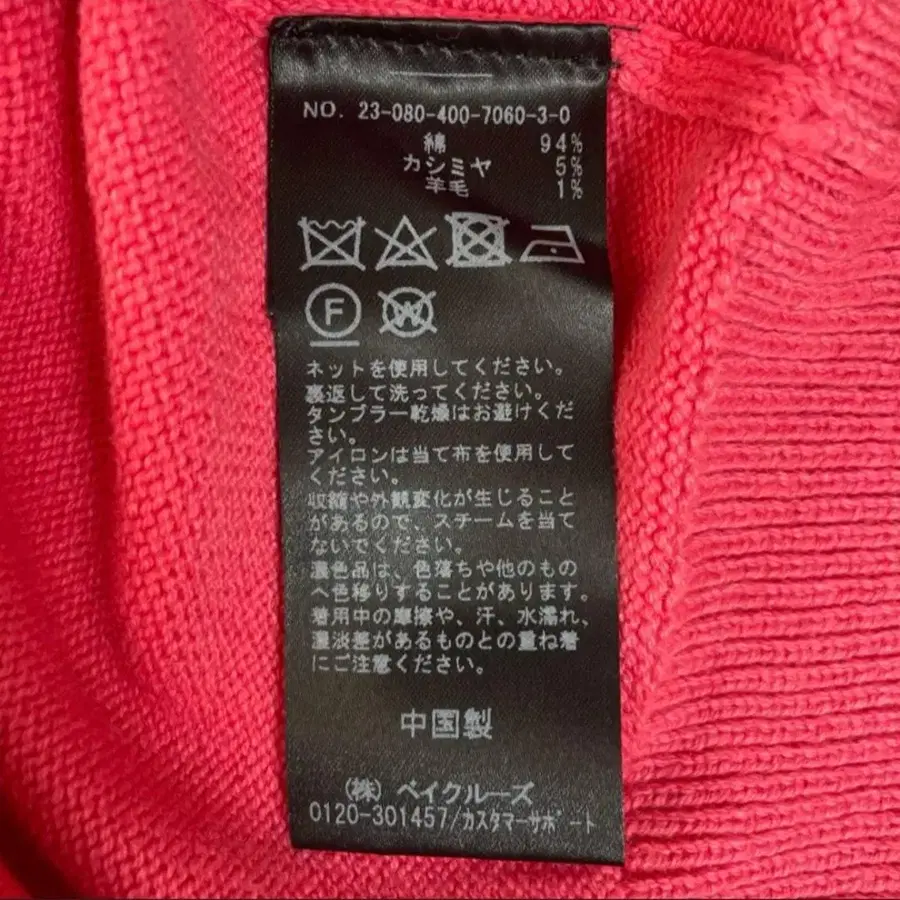 NO. 23-080-400-7060-3-0
綿 94%
カシミヤ 5%
羊毛 1%
F W
ネットを使用してください。
裏返して洗ってください。
タンブラー乾燥はお避けくだ
さい。
アイロンは当て布を使用して
ください。
収縮や外観変化が生じること
があるので、スチームを当て
ないでください。
濃色品は、色落ちや他のもの
へ色移りすることがあります。
着用中の摩擦や、汗、水濡れ、
濃淡差があるものとの重ね着
にご注意ください。
中国製
(株) ベイクルーズ
0120-301457/カスタマーサポート